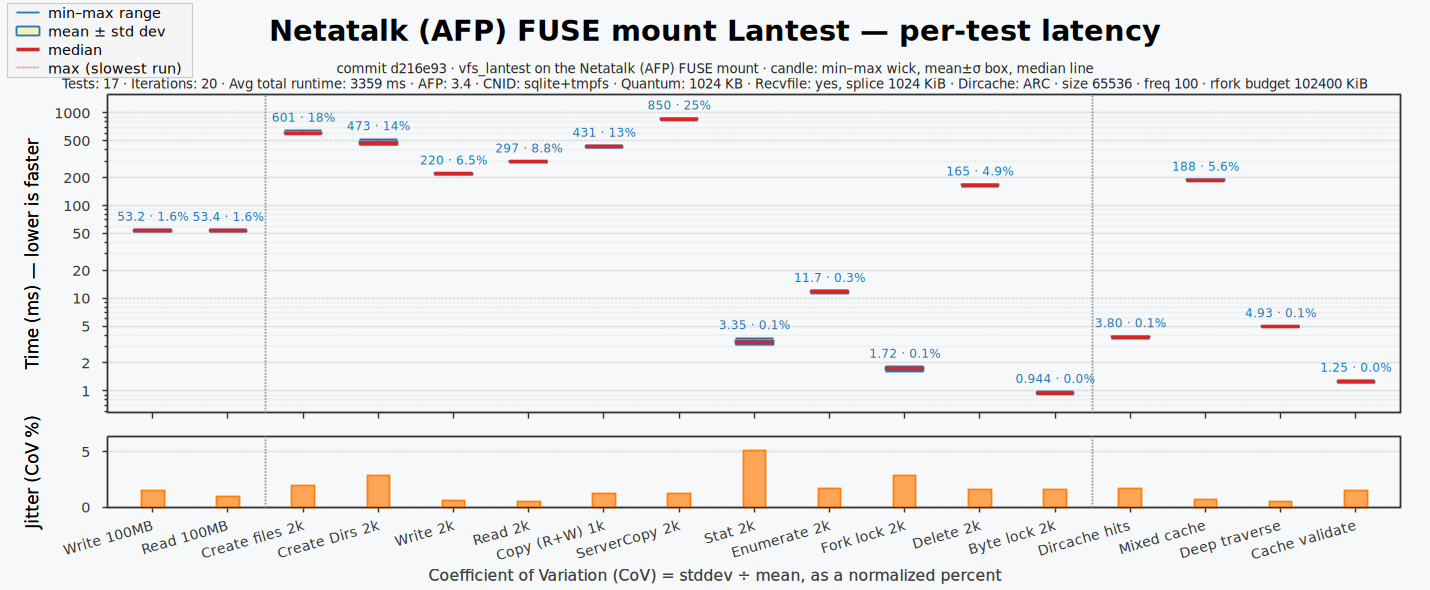 min–max range
mean ± std dev
median
max (slowest run)
Netatalk (AFP) FUSE mount Lantest — per-test latency
commit d216e93 · vfs_lantest on the Netatalk (AFP) FUSE mount · candle: min–max wick, mean±σ box, median line
Tests: 17 · Iterations: 20 · Avg total runtime: 3359 ms · AFP: 3.4 · CNID: sqlite+tmpfs · Quantum: 1024 KB · Recvfile: yes, splice 1024 KiB · Dircache: ARC · size 65536 · freq 100 · rfork budget 102400 KiB
Time (ms) — lower is faster
1000
500
200
100
50
20
10
5
2
1
53.2 · 1.6%
53.4 · 1.6%
601 · 18%
473 · 14%
220 · 6.5%
297 · 8.8%
431 · 13%
850 · 25%
3.35 · 0.1%
11.7 · 0.3%
1.72 · 0.1%
165 · 4.9%
0.944 · 0.0%
3.80 · 0.1%
188 · 5.6%
4.93 · 0.1%
1.25 · 0.0%
Jitter (CoV %)
5
0
Write 100MB
Read 100MB
Create files 2k
Create Dirs 2k
Write 2k
Read 2k
Copy (R+W) 1k
ServerCopy 2k
Stat 2k
Enumerate 2k
Fork lock 2k
Delete 2k
Byte lock 2k
Dircache hits
Mixed cache
Deep traverse
Cache validate
Coefficient of Variation (CoV) = stddev ÷ mean, as a normalized percent